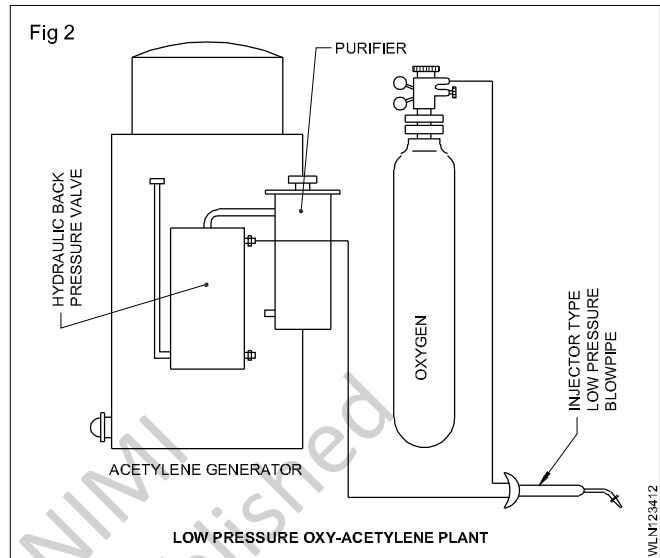 Fig 2
PURIFIER
HYDRAULIC BACK
PRESSURE VALVE
OXYGEN
INJECTOR TYPE
LOW PRESSURE
BLOWPIPE
ACETYLENE GENERATOR
LOW PRESSURE OXY-ACETYLENE PLANT
WLN123412
NIMI